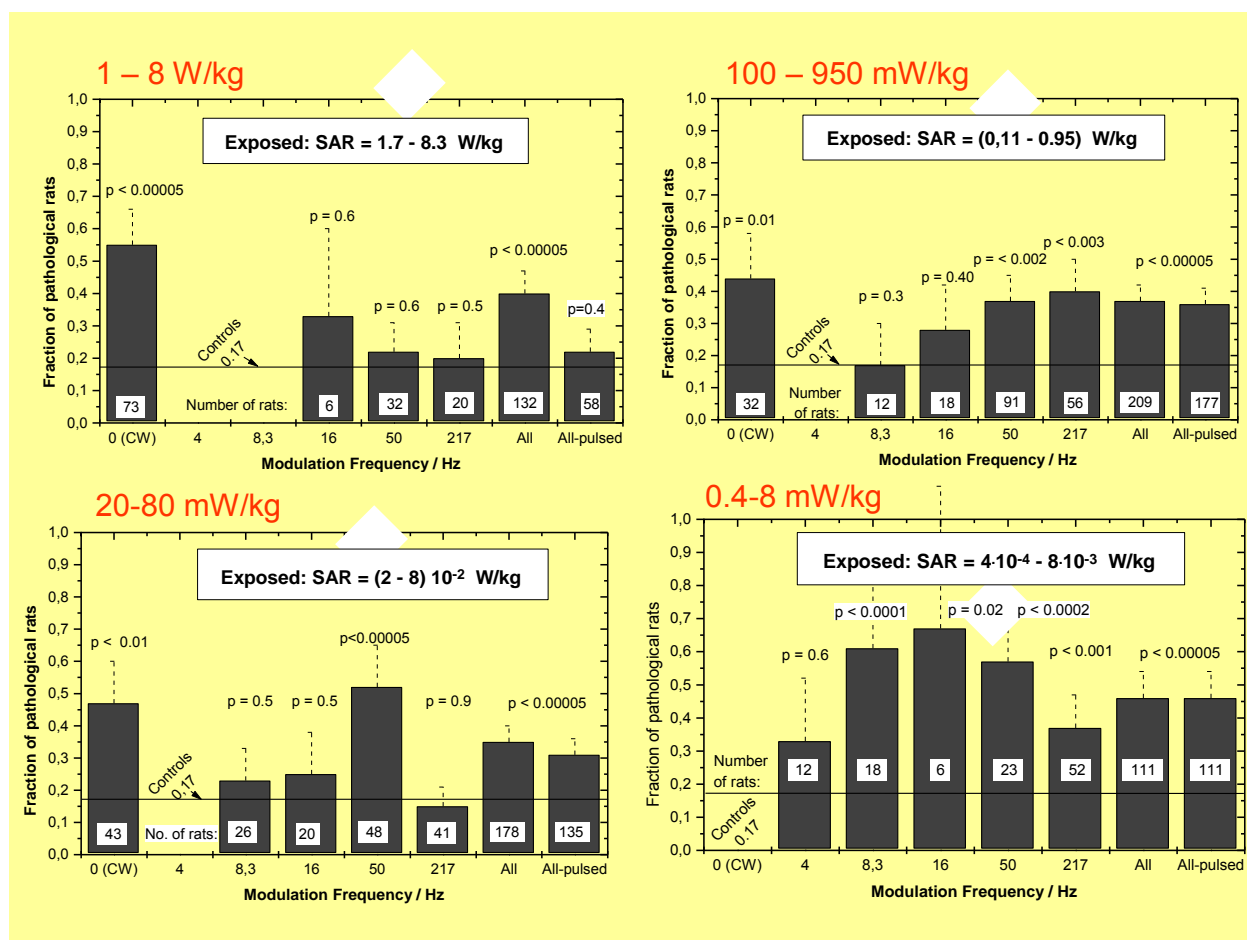 1 – 8 W/kg
Exposed: SAR = 1.7 - 8.3 W/kg
Fraction of pathological rats
1,0
0,9
0,8
0,7
0,6
0,5
0,4
0,3
0,2
0,1
0,0
p < 0.00005
p = 0.6
p = 0.6
p = 0.5
p < 0.00005
p=0.4
Controls
0.17
73
Number of rats:
6
32
20
132
58
0 (CW)
4
8,3
16
50
217
All
All-pulsed
Modulation Frequency / Hz
100 – 950 mW/kg
Exposed: SAR = (0,11 - 0.95) W/kg
Fraction of pathological rats
1,0
0,9
0,8
0,7
0,6
0,5
0,4
0,3
0,2
0,1
0,0
p = 0.01
p = 0.3
p = 0.40
p = < 0.002
p < 0.003
p < 0.00005
Controls
0.17
32
Number
of rats:
12
18
91
56
209
177
0 (CW)
4
8,3
16
50
217
All
All-pulsed
Modulation Frequency / Hz
20-80 mW/kg
Exposed: SAR = (2 - 8) 10-2 W/kg
Fraction of pathological rats
1,0
0,9
0,8
0,7
0,6
0,5
0,4
0,3
0,2
0,1
0,0
p < 0.01
p = 0.5
p = 0.5
p<0.00005
p = 0.9
p < 0.00005
Controls
0,17
43
No. of rats:
26
20
48
41
178
135
0 (CW)
4
8,3
16
50
217
All
All-pulsed
Modulation Frequency / Hz
0.4-8 mW/kg
Exposed: SAR = 4·10-4 - 8·10-3 W/kg
Fraction of pathological rats
1,0
0,9
0,8
0,7
0,6
0,5
0,4
0,3
0,2
0,1
0,0
p = 0.6
p < 0.0001
p = 0.02
p < 0.0002
p < 0.001
p < 0.00005
Number
of rats:
12
18
6
23
52
111
111
Controls
0.17
0 (CW)
4
8,3
16
50
217
All
All-pulsed
Modulation Frequency / Hz